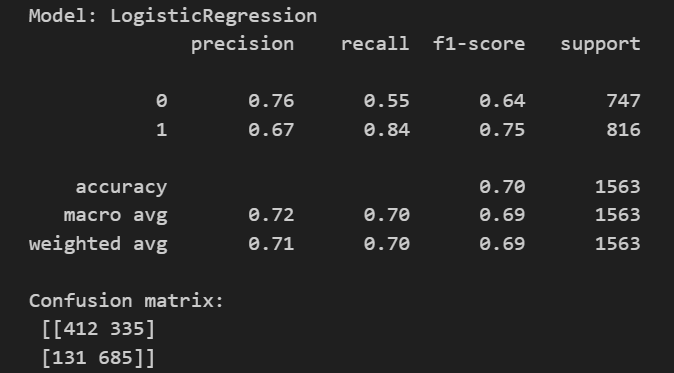 Model: LogisticRegression
precision recall f1-score support
0 0.76 0.55 0.64 747
1 0.67 0.84 0.75 816
accuracy 0.70 1563
macro avg 0.72 0.70 0.69 1563
weighted avg 0.71 0.70 0.69 1563
Confusion matrix:
[[412 335]
[131 685]]